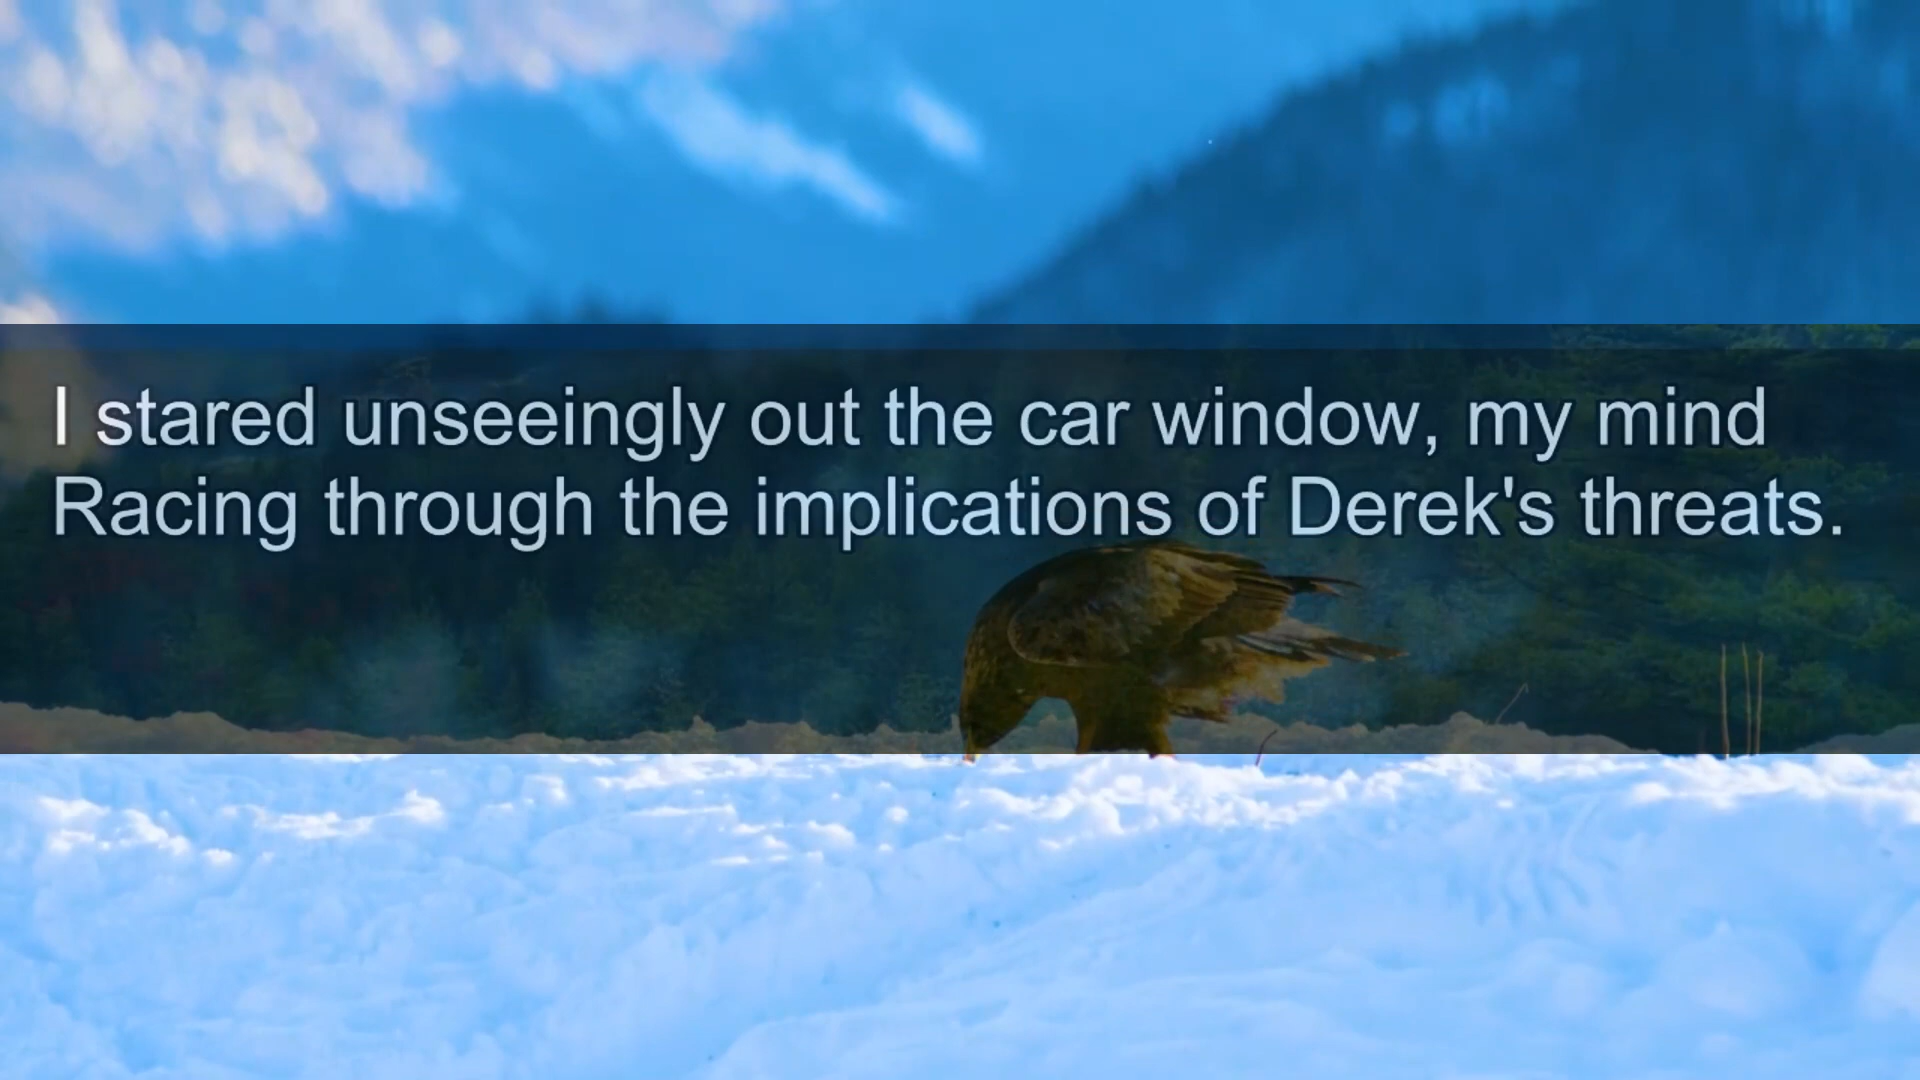 I stared unseeingly out the car window, my mind
Racing through the implications of Derek's threats.